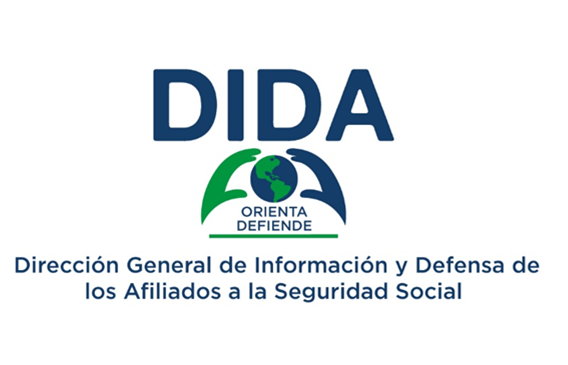 DIDA
ORIENTA
DEFIENDE
Dirección General de Información y Defensa de
los Afiliados a la Seguridad Social